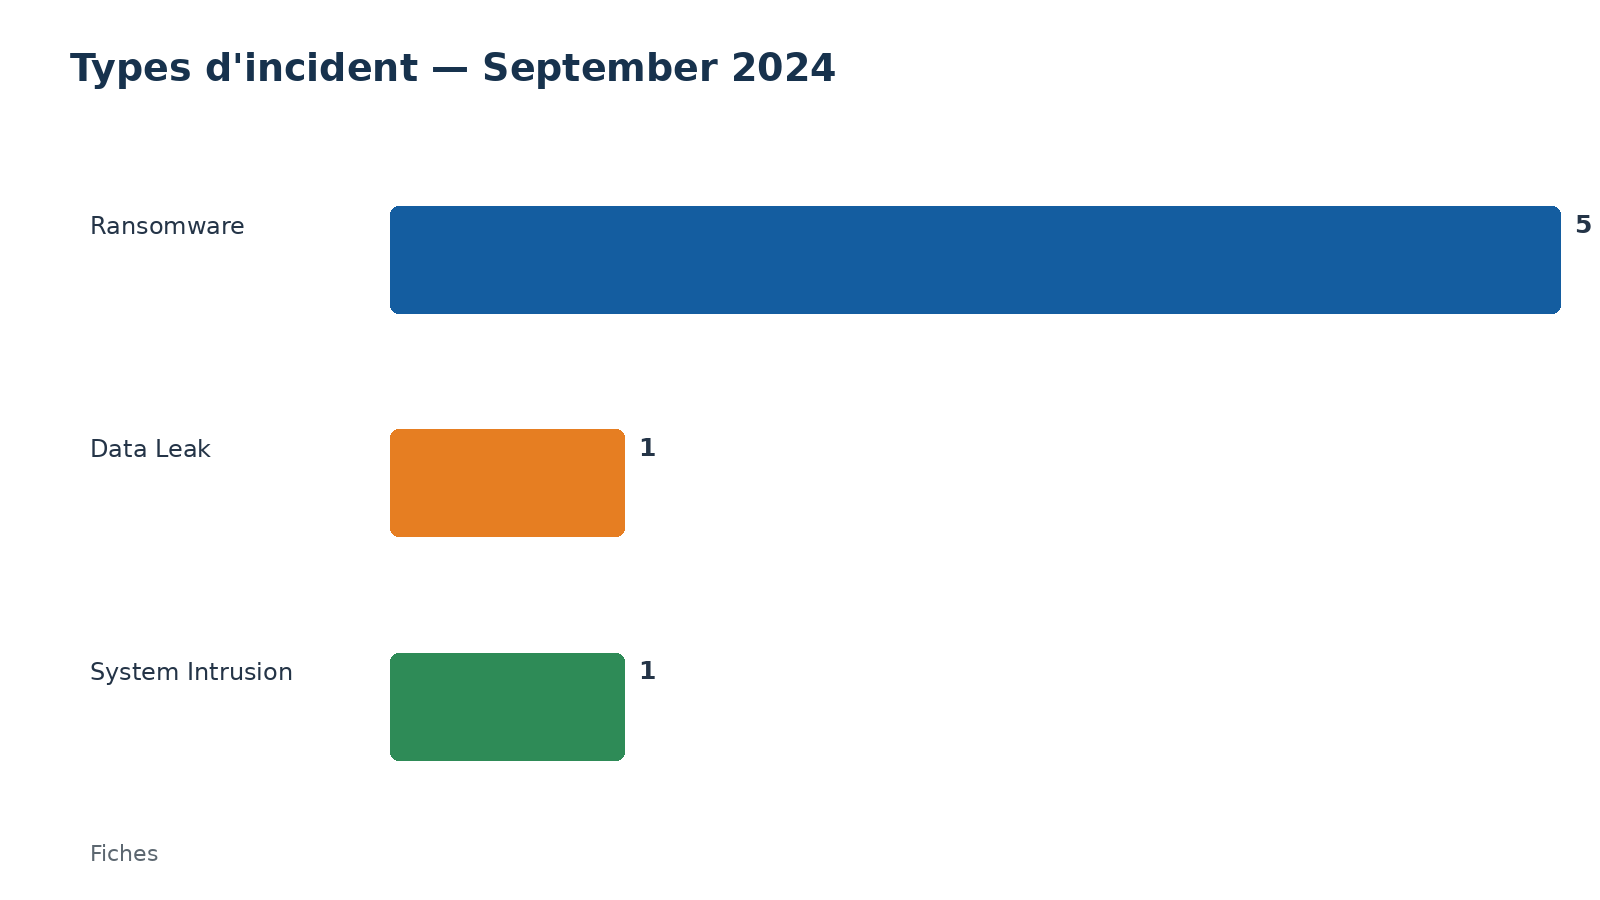 Types d'incident — September 2024
Ransomware 5
Data Leak 1
System Intrusion 1
Fiches